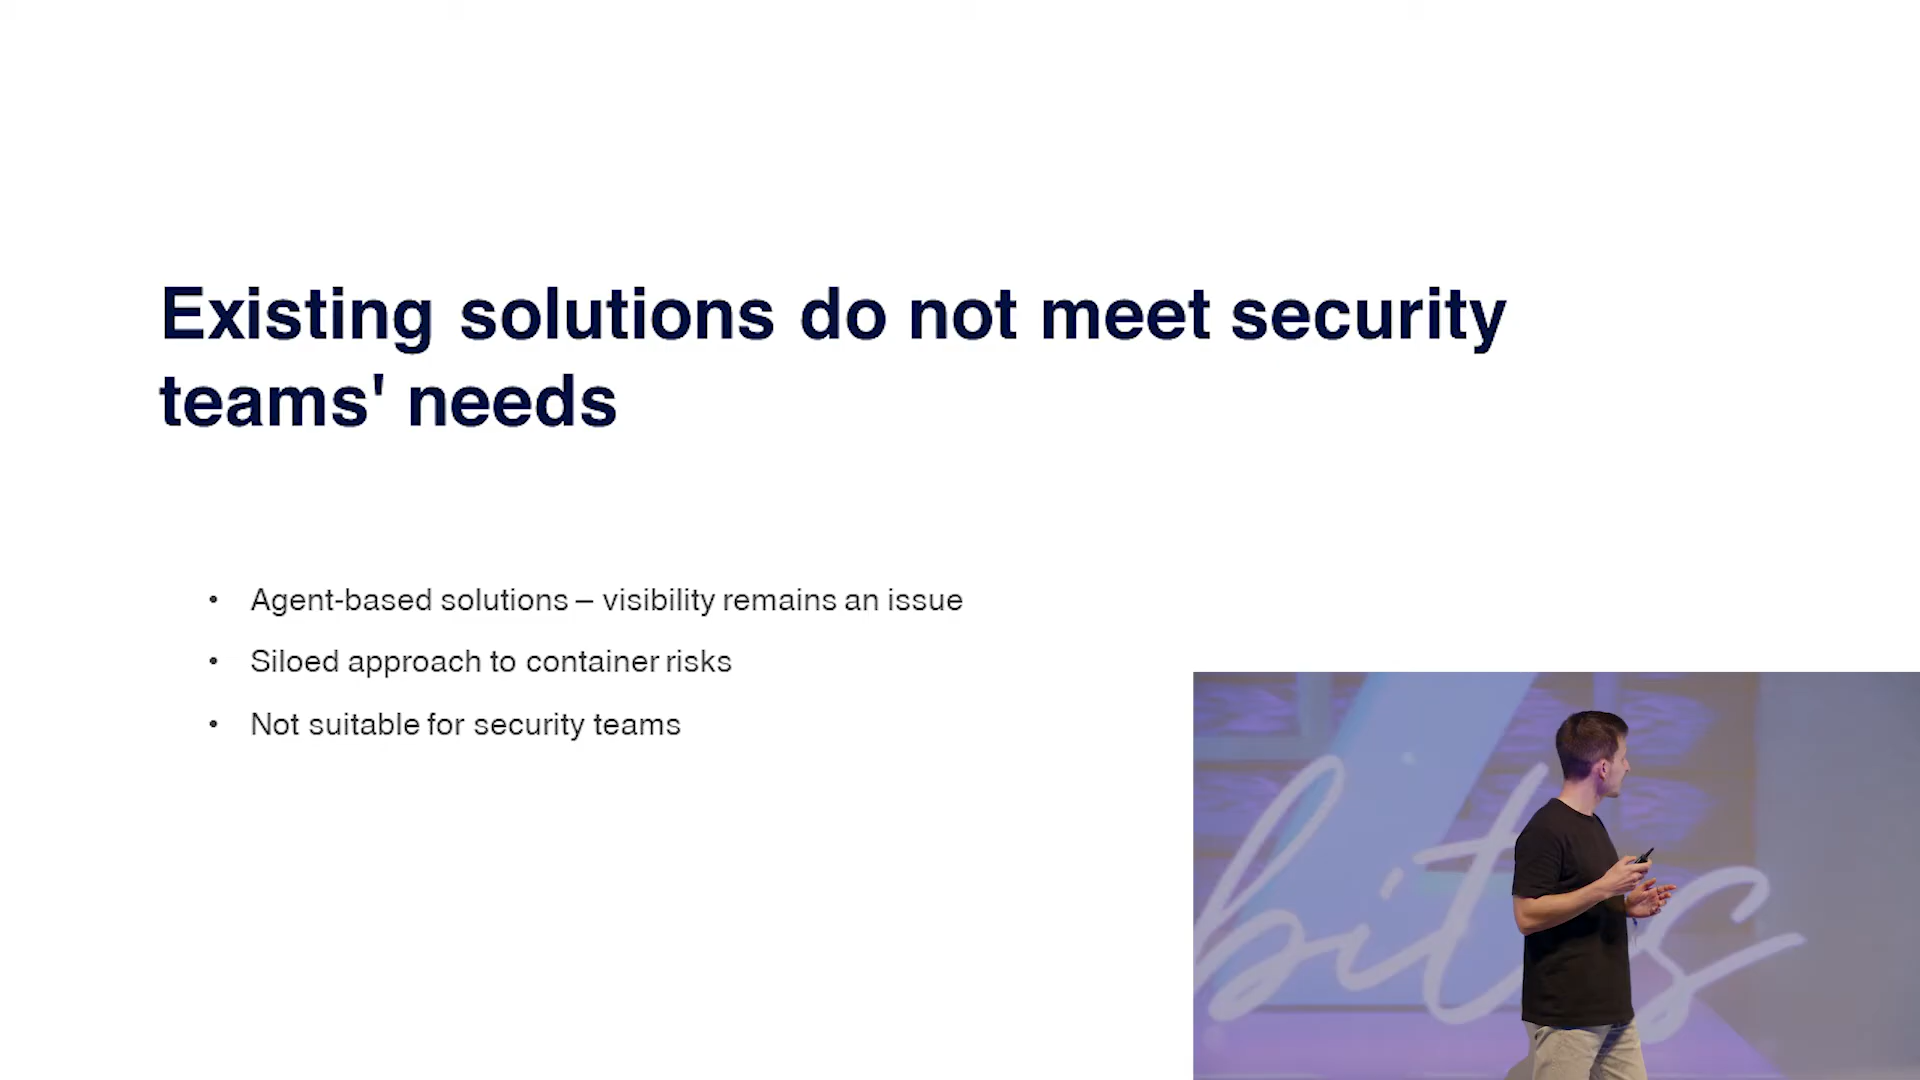 Existing solutions do not meet security
teams' needs
• Agent-based solutions – visibility remains an issue
• Siloed approach to container risks
• Not suitable for security teams
bits